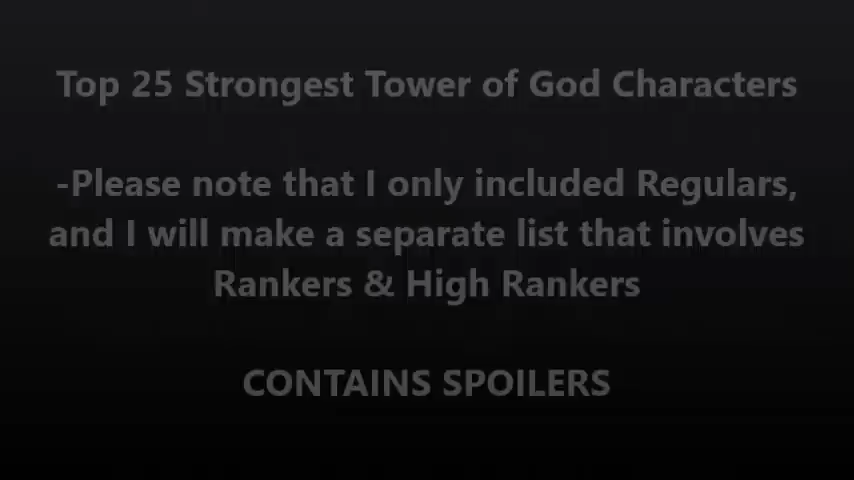 Top 25 Strongest Tower of God Characters
-Please note that I only included Regulars,
and I will make a separate list that involves
Rankers & High Rankers
CONTAINS SPOILERS